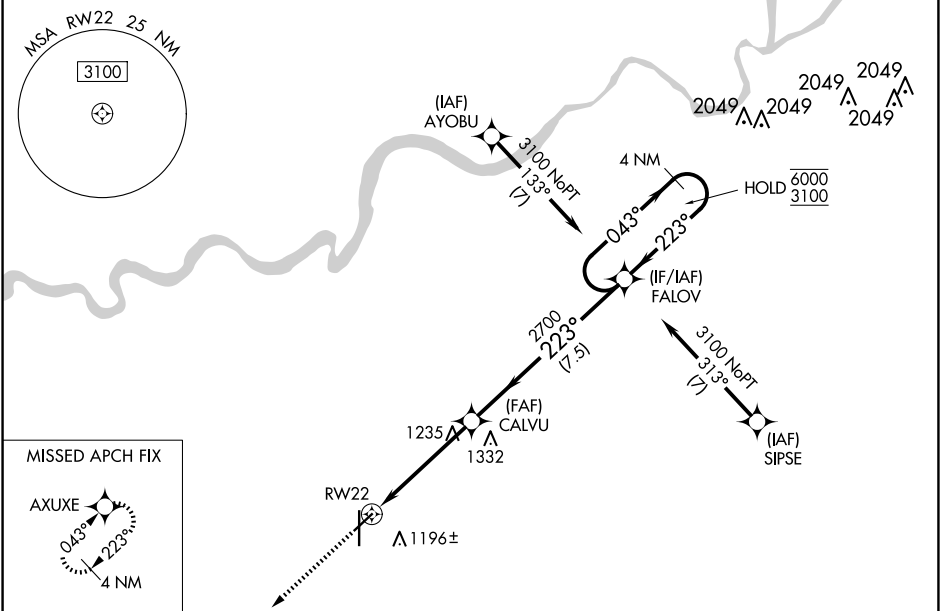 MSA RW22 25 NM
3100
(IAF)
AYOBU
3100 NoPT
133°
(7)
2049
2049
2049
2049
2049
4 NM
HOLD
6000
3100
043°
223°
(IF/IAF)
FALOV
2700
223°
(7.5)
3100 NoPT
313°
(7)
(IAF)
SIPSE
(FAF)
CALVU
1235
1332
RW22
1196±
MISSED APCH FIX
AXUXE
043°
223°
4 NM